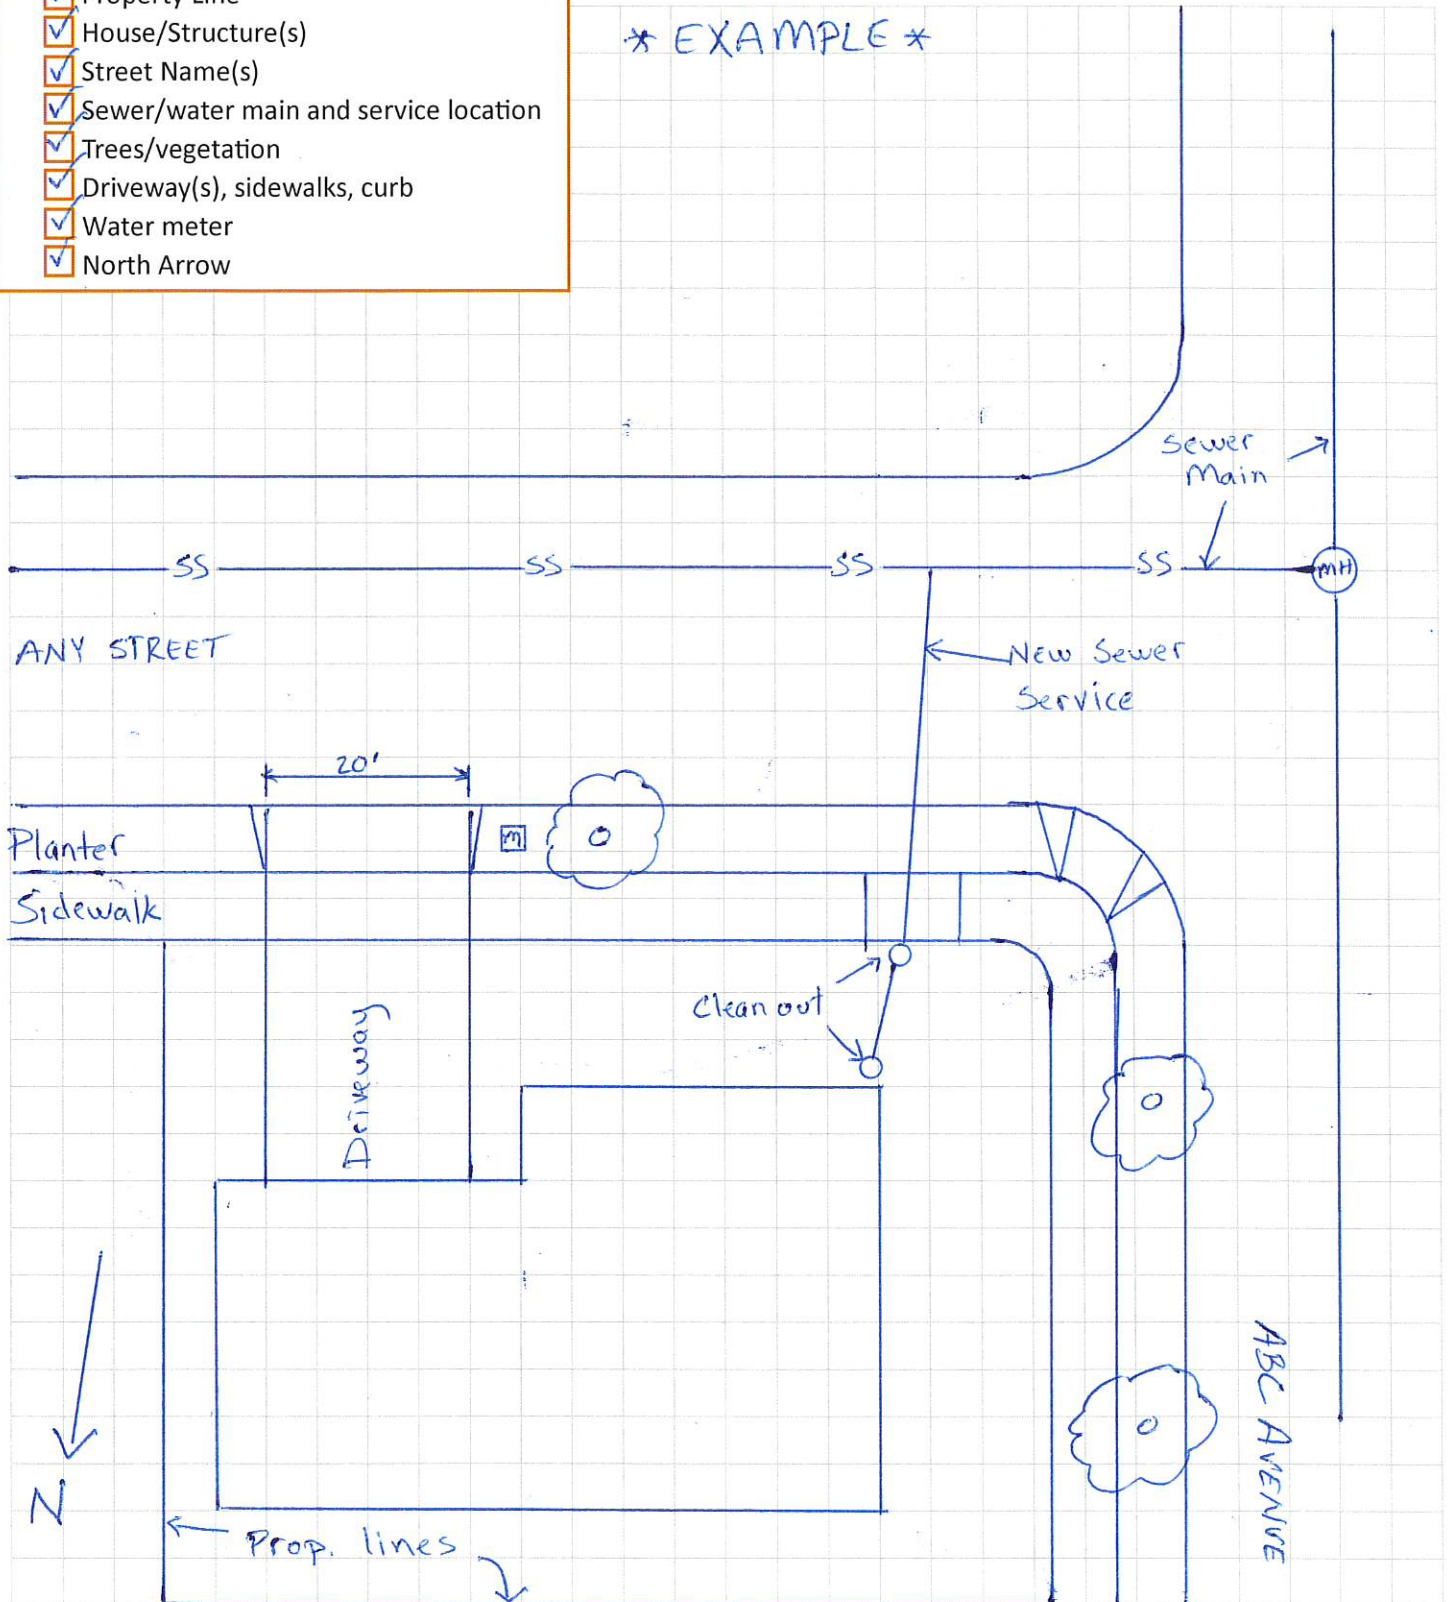 Property Line
House/Structure(s)
Street Name(s)
Sewer/water main and service location
Trees/vegetation
Driveway(s), sidewalks, curb
Water meter
North Arrow
* EXAMPLE *
Sewer
Main
SS SS SS SS
MH
ANY STREET
New Sewer
Service
20'
Planter
m
Sidewalk
Clean out
Driveway
ABC AVENUE
N
Prop. lines